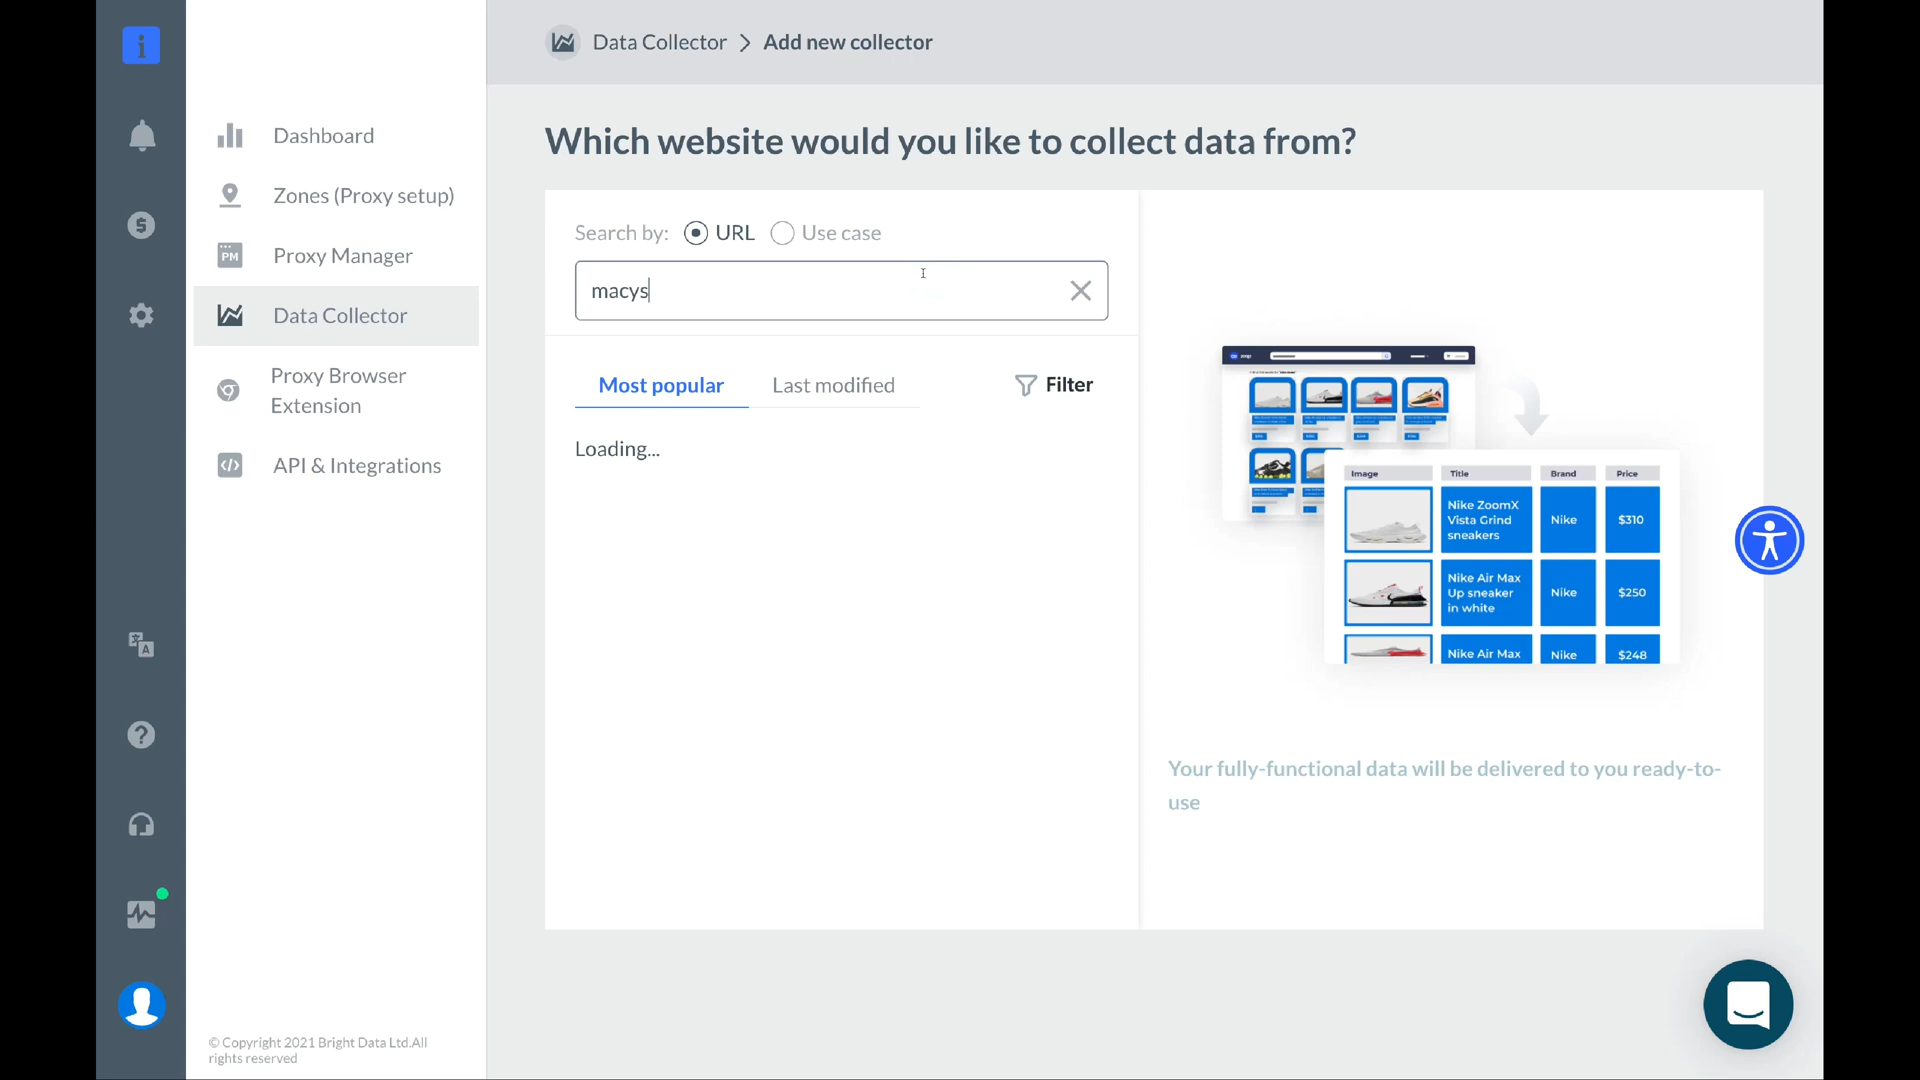 Data Collector > Add new collector
Dashboard
Zones (Proxy setup)
PM
Proxy Manager
Data Collector
Proxy Browser
Extension
API & Integrations
© Copyright 2021 Bright Data Ltd.All
rights reserved
Which website would you like to collect data from?
Search by: URL Use case
macys
Most popular Last modified Filter
Loading...
Image Title Brand Price
Nike ZoomX
Vista Grind
sneakers
Nike
$310
Nike Air Max
Up sneaker
in white
Nike
$250
Nike Air Max
Nike
$248
Your fully-functional data will be delivered to you ready-to-
use